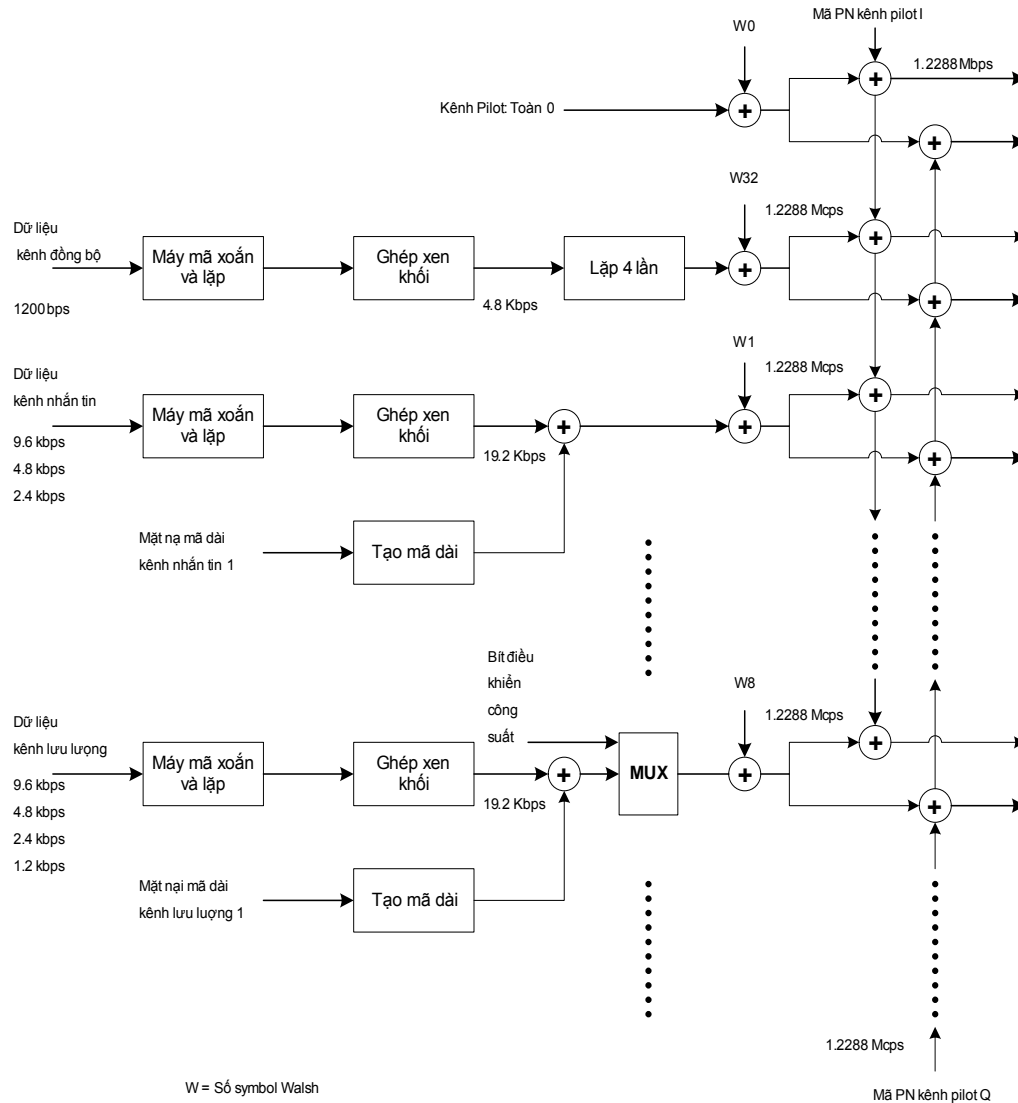 Mã PN kênh pilot I
W0
1.2288 Mbps
Kênh Pilot: Toàn 0
W32
1.2288 Mcps
Dữ liệu
kênh đồng bộ
1200 bps
Máy mã xoắn
và lặp
Ghép xen
khối
4.8 Kbps
Lặp 4 lần
W1
1.2288 Mcps
Dữ liệu
kênh nhắn tin
9.6 kbps
4.8 kbps
2.4 kbps
Máy mã xoắn
và lặp
Ghép xen
khối
19.2 Kbps
Mặt nạ mã dài
kênh nhắn tin 1
Tạo mã dài
Bít điều
khiển
công
suất
W8
1.2288 Mcps
Dữ liệu
kênh lưu lượng
9.6 kbps
4.8 kbps
2.4 kbps
1.2 kbps
Máy mã xoắn
và lặp
Ghép xen
khối
19.2 Kbps
MUX
Mặt nại mã dài
kênh lưu luợng 1
Tạo mã dài
1.2288 Mcps
W = Số symbol Walsh
Mã PN kênh pilot Q